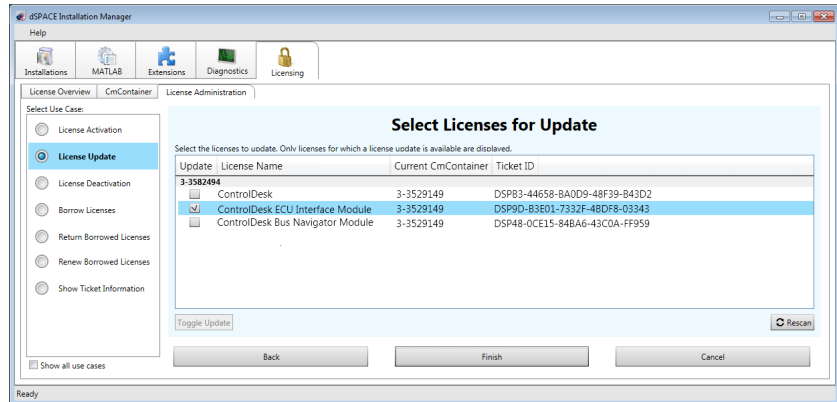 dSPACE Installation Manager
Help
Installations MATLAB Extensions Diagnostics Licensing
License Overview CmContainer License Administration
Select Use Case:
License Activation
License Update
License Deactivation
Borrow Licenses
Return Borrowed Licenses
Renew Borrowed Licenses
Show Ticket Information
Show all use cases
Select Licenses for Update
Select the licenses to update. Only licenses for which a license update is available are displayed.
Update License Name Current CmContainer Ticket ID
3-3582494
ControlDesk 3-3529149 DSPB3-44658-BA0D9-48F39-B43D2
ControlDesk ECU Interface Module 3-3529149 DSP9D-B3E01-7332F-4BDF8-03343
ControlDesk Bus Navigator Module 3-3529149 DSP48-0CE15-84BA6-43C0A-FF959
Toggle Update Rescan
Back Finish Cancel
Ready